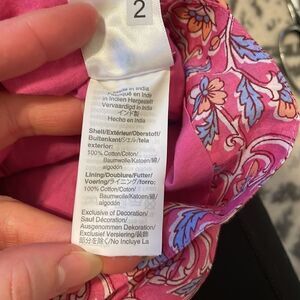 2
Made in India
Fabriqué en Inde
in Indien Hergestellt
Vervaardigd in India
インド製
Hecho en India
Shell/Extérieur/Oberstoff/
Buitenkant/シェル/tela
exterior:
100% Cotton/Coton/
Baumwolle/Katoen/綿/
algodón
Lining/Doublure/Futter/
Voering/ライニング/forro:
100% Cotton/Coton/
Baumwolle/Katoen/綿/
algodón
Exclusive of Decoration/
Sauf Décoration/
Ausgenommen Dekoration/
Exclusief Versiering/装飾
部分を除く/No Incluye La